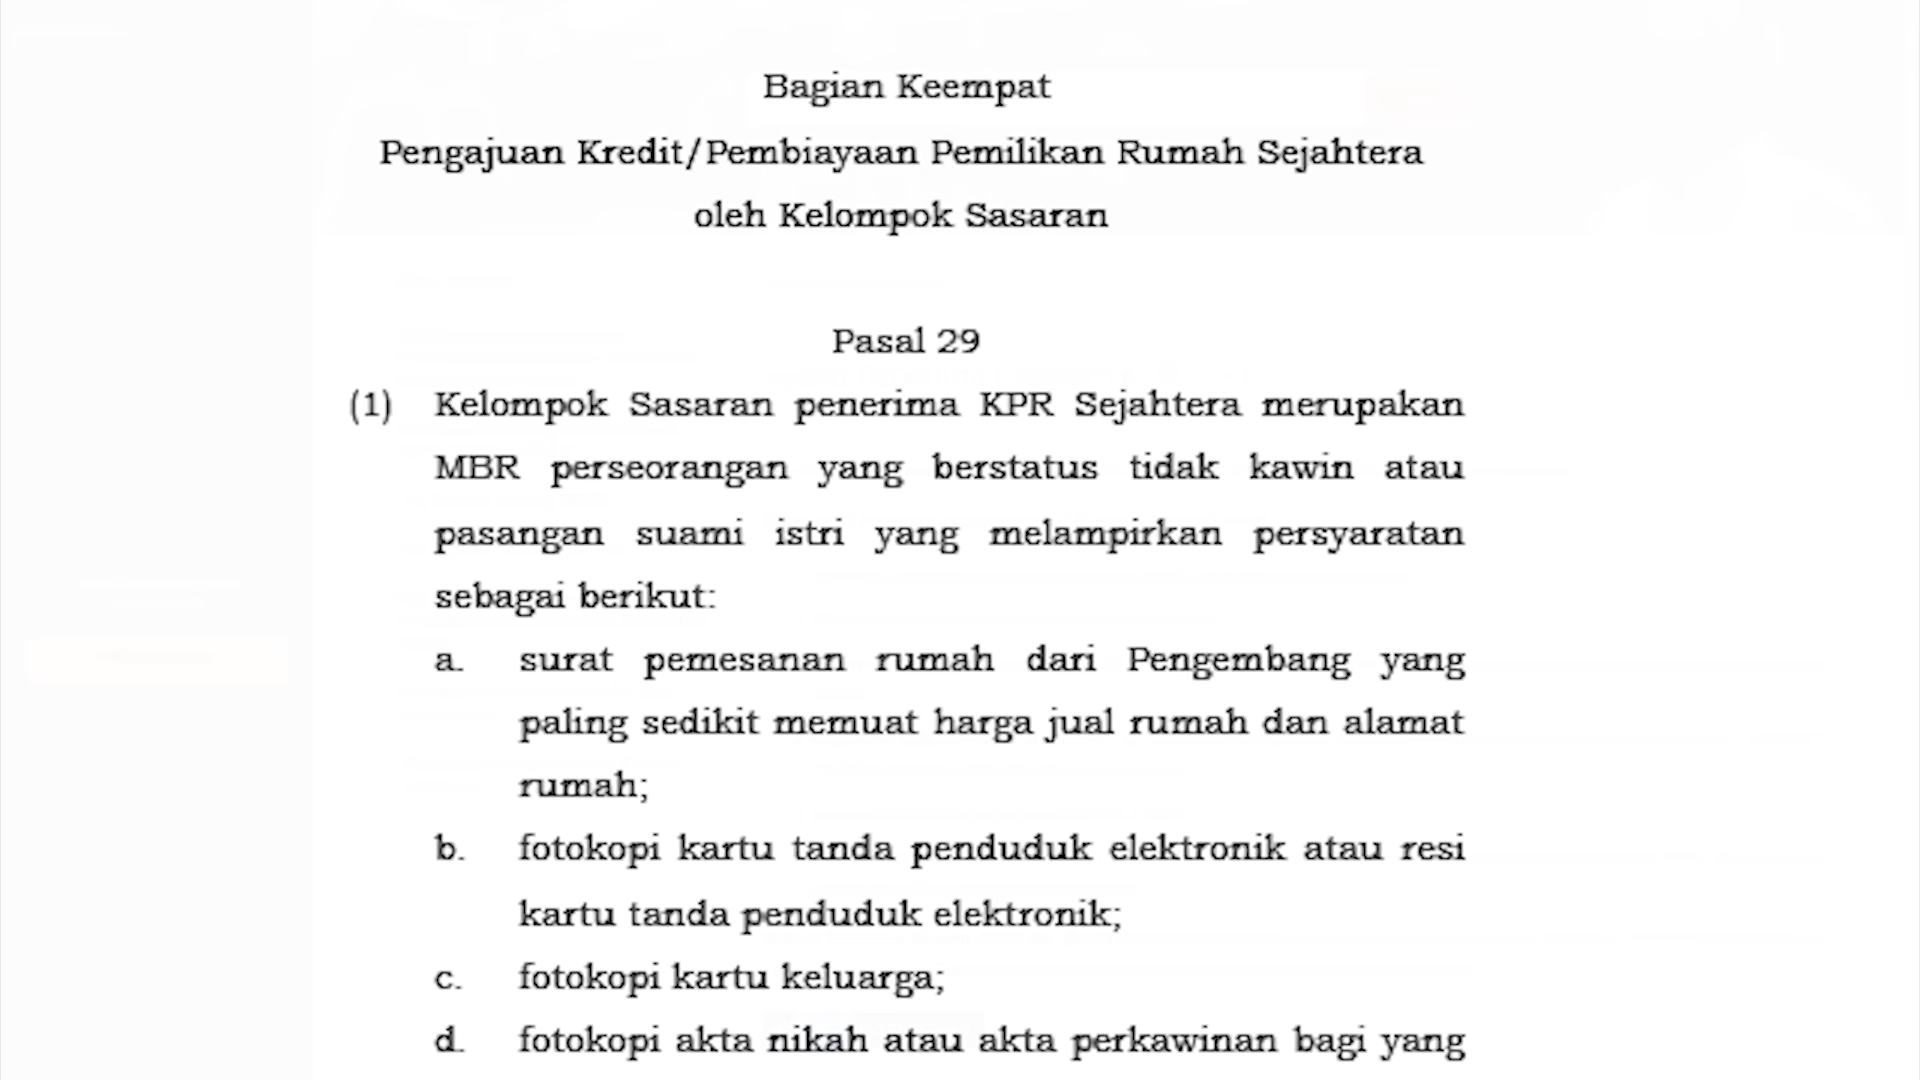 Bagian Keempat
Pengajuan Kredit/Pembiayaan Pemilikan Rumah Sejahtera
oleh Kelompok Sasaran
Pasal 29
(1) Kelompok Sasaran penerima KPR Sejahtera merupakan
MBR perseorangan yang berstatus tidak kawin atau
pasangan suami istri yang melampirkan persyaratan
sebagai berikut:
a. surat pemesanan rumah dari Pengembang yang
paling sedikit memuat harga jual rumah dan alamat
rumah;
b. fotokopi kartu tanda penduduk elektronik atau resi
kartu tanda penduduk elektronik;
c. fotokopi kartu keluarga;
d. fotokopi akta nikah atau akta perkawinan bagi yang